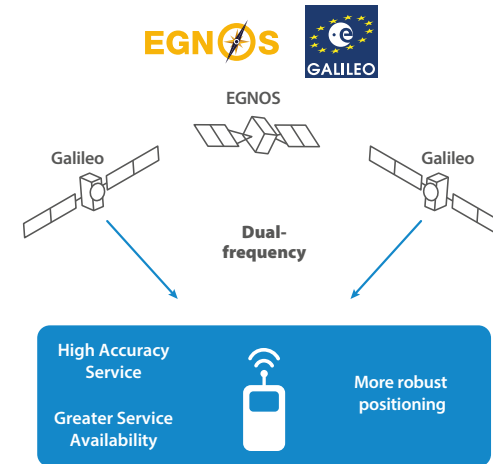 EGNOS
GALILEO
EGNOS
Galileo
Galileo
Dual-
frequency
High Accuracy
Service
Greater Service
Availability
More robust
positioning